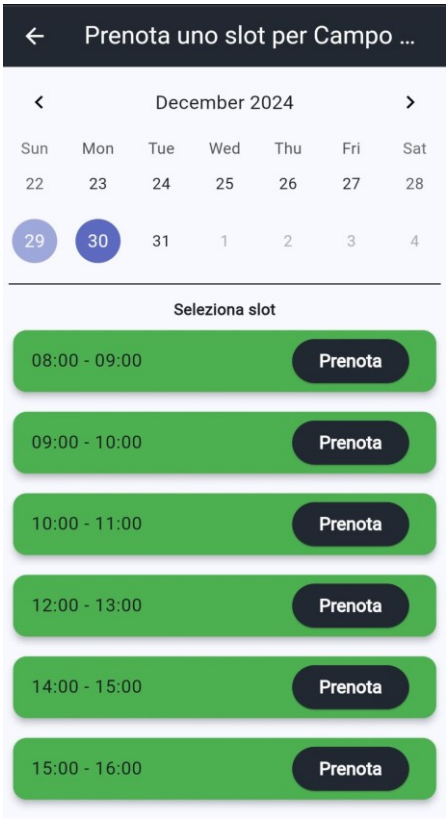 Prenota uno slot per Campo ...
December 2024
Sun Mon Tue Wed Thu Fri Sat
22 23 24 25 26 27 28
29 30 31 1 2 3 4
Seleziona slot
08:00 - 09:00 Prenota
09:00 - 10:00 Prenota
10:00 - 11:00 Prenota
12:00 - 13:00 Prenota
14:00 - 15:00 Prenota
15:00 - 16:00 Prenota